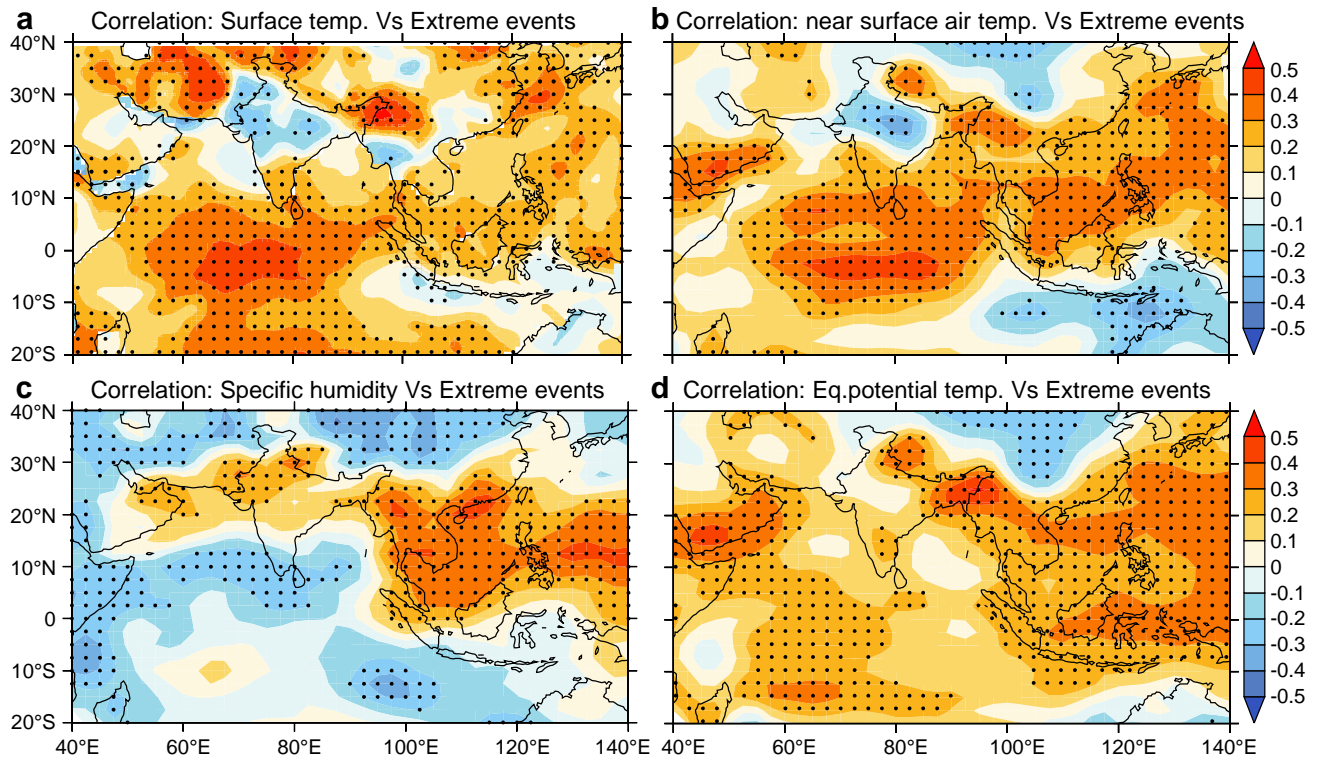 a Correlation: Surface temp. Vs Extreme events
b Correlation: near surface air temp. Vs Extreme events
40°N
30°N
20°N
10°N
0
10°S
20°S
0.5
0.4
0.3
0.2
0.1
0
-0.1
-0.2
-0.3
-0.4
-0.5
c Correlation: Specific humidity Vs Extreme events
d Correlation: Eq.potential temp. Vs Extreme events
40°N
30°N
20°N
10°N
0
10°S
20°S
0.5
0.4
0.3
0.2
0.1
0
-0.1
-0.2
-0.3
-0.4
-0.5
40°E 60°E 80°E 100°E 120°E 140°E
40°E 60°E 80°E 100°E 120°E 140°E